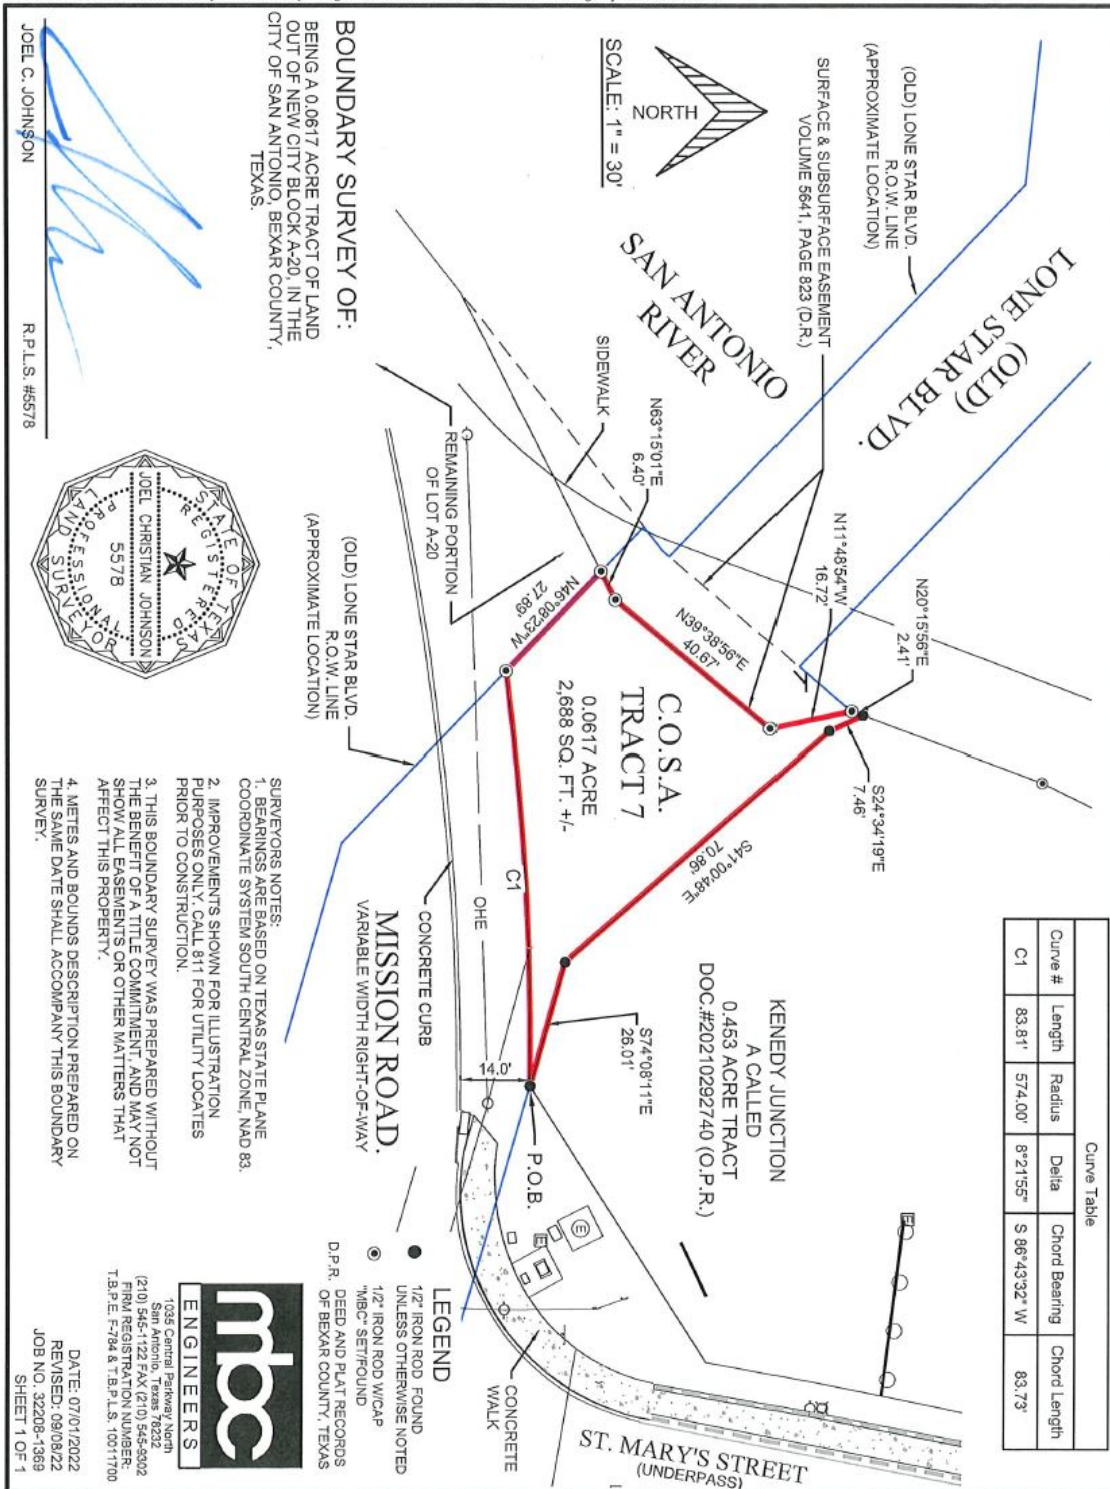 Curve Table
Curve # Length Radius Delta Chord Bearing Chord Length
C1 83.81' 574.00' 8°21'55" S 86°43'32" W 83.73'
(OLD) LONE STAR BLVD.
R.O.W. LINE
(APPROXIMATE LOCATION)
SURFACE & SUBSURFACE EASEMENT
VOLUME 5641, PAGE 823 (D.R.)
NORTH
SCALE: 1" = 30'
(OLD)
LONE STAR BLVD.
SAN ANTONIO
RIVER
SIDEWALK
N63°15'01"E
6.40'
N11°48'54"W
16.72'
N20°15'56"E
2.41'
S24°34'19"E
7.46'
N39°38'56"E
40.67'
S41°00'48"E
70.86'
N46°08'23"W
27.89'
C.O.S.A.
TRACT 7
0.0617 ACRE
2,688 SQ. FT. +/-
KENEDY JUNCTION
A CALLED
0.453 ACRE TRACT
DOC.#20210292740 (O.P.R.)
S74°08'11"E
26.01'
P.O.B.
C1
14.0'
OHE
E
E
E
REMAINING PORTION
OF LOT A-20
(OLD) LONE STAR BLVD.
R.O.W. LINE
(APPROXIMATE LOCATION)
CONCRETE CURB
MISSION ROAD.
VARIABLE WIDTH RIGHT-OF-WAY
CONCRETE
WALK
ST. MARY'S STREET
(UNDERPASS)
BOUNDARY SURVEY OF:
BEING A 0.0617 ACRE TRACT OF LAND
OUT OF NEW CITY BLOCK A-20, IN THE
CITY OF SAN ANTONIO, BEXAR COUNTY,
TEXAS.
JOEL C. JOHNSON R.P.L.S. #5578
STATE OF TEXAS
REGISTERED
JOEL CHRISTIAN JOHNSON
5578
PROFESSIONAL
LAND SURVEYOR
SURVEYORS NOTES:
1. BEARINGS ARE BASED ON TEXAS STATE PLANE
COORDINATE SYSTEM SOUTH CENTRAL ZONE, NAD 83.
2. IMPROVEMENTS SHOWN FOR ILLUSTRATION
PURPOSES ONLY. CALL 811 FOR UTILITY LOCATES
PRIOR TO CONSTRUCTION.
3. THIS BOUNDARY SURVEY WAS PREPARED WITHOUT
THE BENEFIT OF A TITLE COMMITMENT, AND MAY NOT
SHOW ALL EASEMENTS OR OTHER MATTERS THAT
AFFECT THIS PROPERTY.
4. METES AND BOUNDS DESCRIPTION PREPARED ON
THE SAME DATE SHALL ACCOMPANY THIS BOUNDARY
SURVEY.
LEGEND
1/2" IRON ROD FOUND
UNLESS OTHERWISE NOTED
1/2" IRON ROD W/CAP
"MBC" SET/FOUND
D.P.R. DEED AND PLAT RECORDS
OF BEXAR COUNTY, TEXAS
mbc
ENGINEERS
1035 Central Parkway North
San Antonio, Texas 78232
(210) 545-1122 FAX (210) 545-9302
FIRM REGISTRATION NUMBER:
T.B.P.E. F-784 & T.B.P.L.S. 10011700
DATE: 07/01/2022
REVISED: 09/08/22
JOB NO. 32208-1369
SHEET 1 OF 1